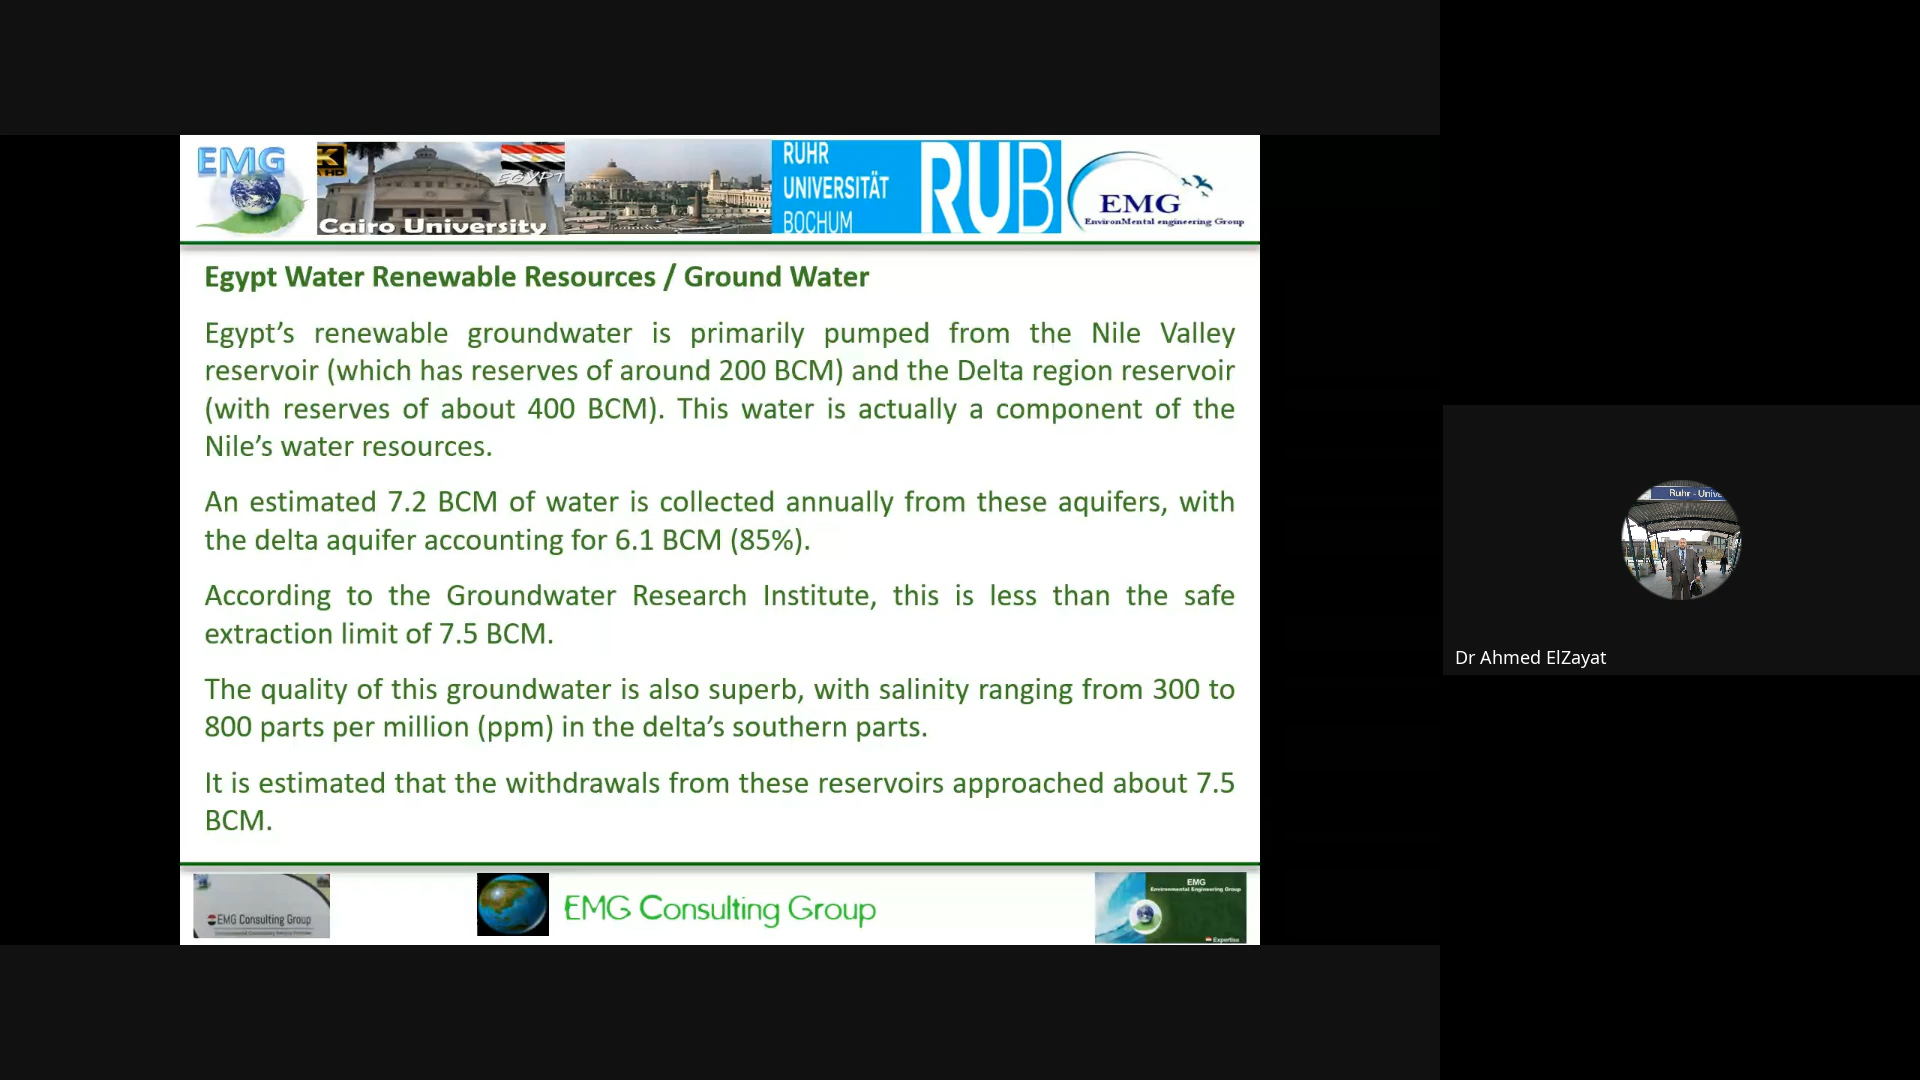 EMG
K
HD
EGYPT
Cairo University
RUHR
UNIVERSITÄT
BOCHUM
RUB
EMG
EnvironMental engineering Group
Egypt Water Renewable Resources / Ground Water
Egypt’s renewable groundwater is primarily pumped from the Nile Valley
reservoir (which has reserves of around 200 BCM) and the Delta region reservoir
(with reserves of about 400 BCM). This water is actually a component of the
Nile’s water resources.
An estimated 7.2 BCM of water is collected annually from these aquifers, with
the delta aquifer accounting for 6.1 BCM (85%).
According to the Groundwater Research Institute, this is less than the safe
extraction limit of 7.5 BCM.
The quality of this groundwater is also superb, with salinity ranging from 300 to
800 parts per million (ppm) in the delta’s southern parts.
It is estimated that the withdrawals from these reservoirs approached about 7.5
BCM.
EMG Consulting Group
EMG Consulting Group
EMG
Environmental Engineering Group
Expertise
Ruhr - Unive
Dr Ahmed ElZayat